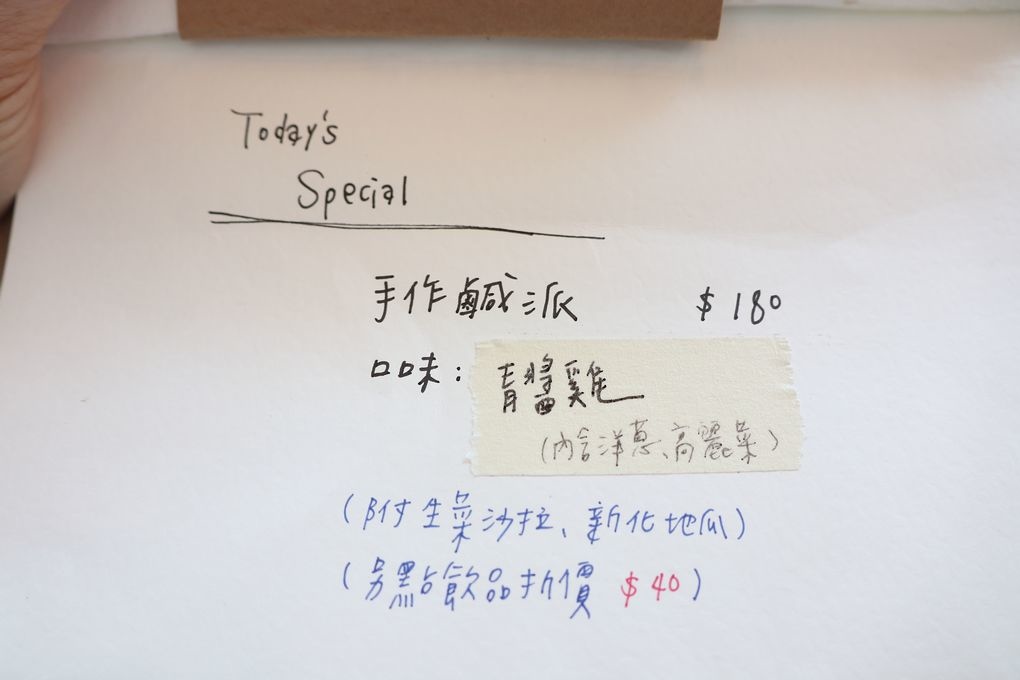 Today's
Special
手作鹹派 $180
口味：青醬雞
（內含洋蔥、高麗菜）
（附生菜沙拉、新化地瓜）
（另點飲品折價 $40）